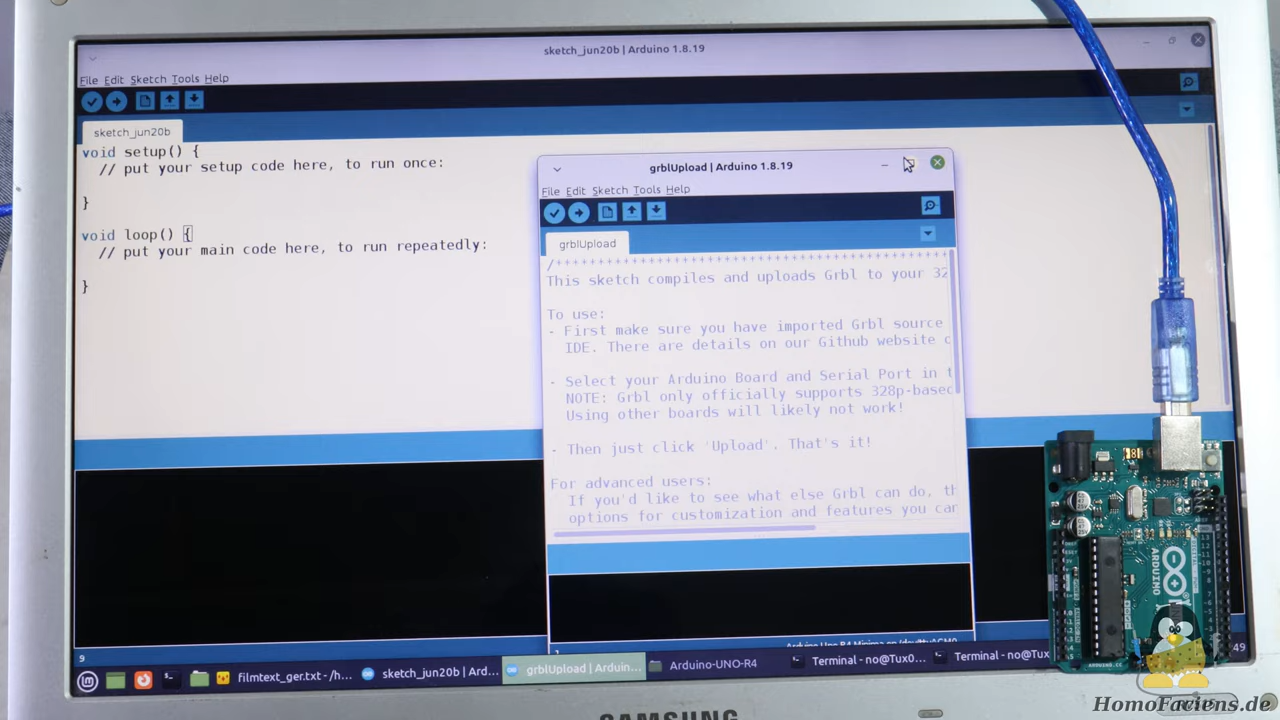 sketch_jun20b | Arduino 1.8.19
File Edit Sketch Tools Help
sketch_jun20b
void setup() {
// put your setup code here, to run once:
}
void loop() {
// put your main code here, to run repeatedly:
}
grblUpload | Arduino 1.8.19
File Edit Sketch Tools Help
grblUpload
/***********************************************
This sketch compiles and uploads Grbl to your 32
To use:
- First make sure you have imported Grbl source
IDE. There are details on our Github website
- Select your Arduino Board and Serial Port in
NOTE: Grbl only officially supports 328p-based
Using other boards will likely not work!
- Then just click 'Upload'. That's it!
For advanced users:
If you'd like to see what else Grbl can do,
options for customization and features you
9
1
49
grblUpload | Arduin...
filmtext_ger.txt - /h...
sketch_jun20b | Ard...
Arduino-UNO-R4
Terminal - no@Tux0...
Terminal - no@Tux
ARDUINO
SAMSUNG
HomoFaciens.de